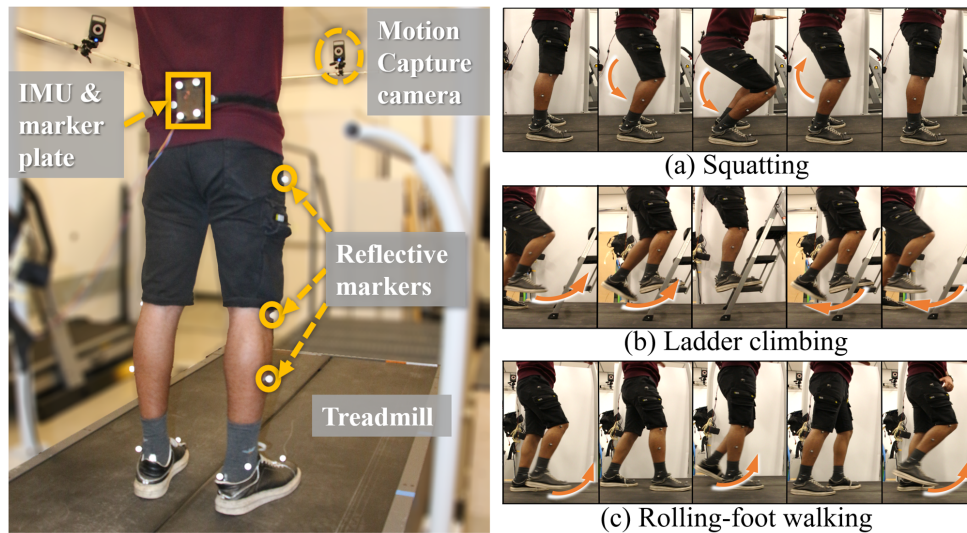 Motion
Capture
camera
IMU &
marker
plate
Reflective
markers
Treadmill
(a) Squatting
(b) Ladder climbing
(c) Rolling-foot walking